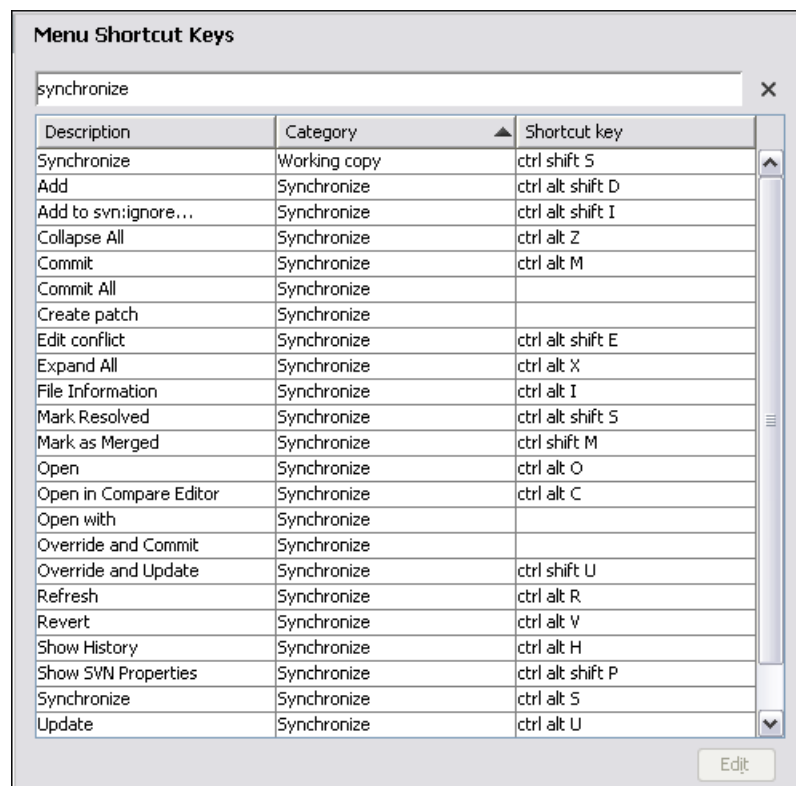 Menu Shortcut Keys
synchronize
Description Category Shortcut key
Synchronize Working copy ctrl shift S
Add Synchronize ctrl alt shift D
Add to svn:ignore... Synchronize ctrl alt shift I
Collapse All Synchronize ctrl alt Z
Commit Synchronize ctrl alt M
Commit All Synchronize
Create patch Synchronize
Edit conflict Synchronize ctrl alt shift E
Expand All Synchronize ctrl alt X
File Information Synchronize ctrl alt I
Mark Resolved Synchronize ctrl alt shift S
Mark as Merged Synchronize ctrl shift M
Open Synchronize ctrl alt O
Open in Compare Editor Synchronize ctrl alt C
Open with Synchronize
Override and Commit Synchronize
Override and Update Synchronize ctrl shift U
Refresh Synchronize ctrl alt R
Revert Synchronize ctrl alt V
Show History Synchronize ctrl alt H
Show SVN Properties Synchronize ctrl alt shift P
Synchronize Synchronize ctrl alt S
Update Synchronize ctrl alt U
Edit